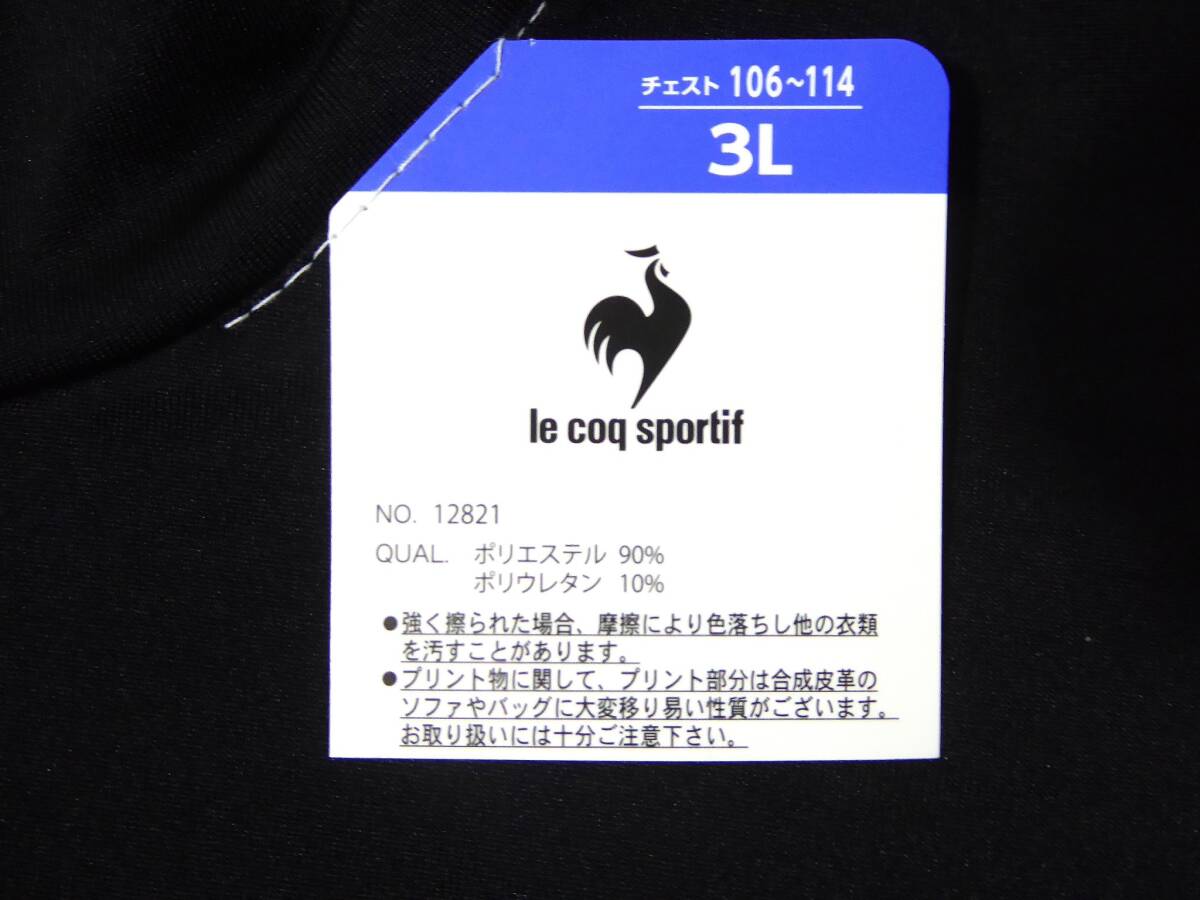 チェスト 106~114
3L
le coq sportif
NO. 12821
QUAL. ポリエステル 90%
ポリウレタン 10%
●強く擦られた場合、摩擦により色落ちし他の衣類
を汚すことがあります。
●プリント物に関して、プリント部分は合成皮革の
ソファやバッグに大変移り易い性質がございます。
お取り扱いには十分ご注意下さい。